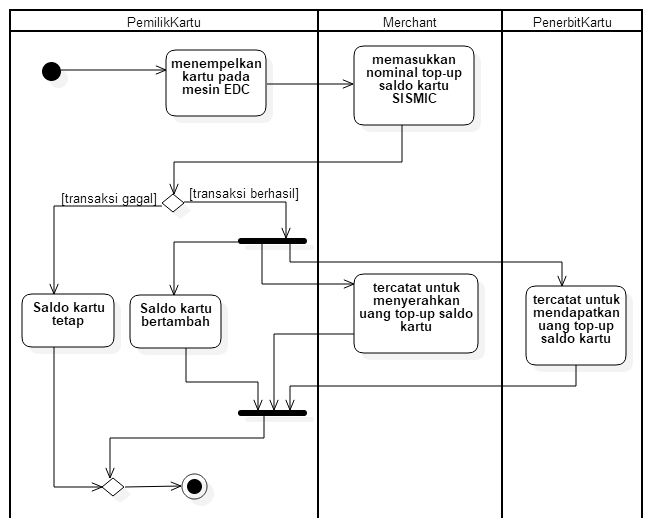 PemilikKartu
Merchant
PenerbitKartu
menempelkan
kartu pada
mesin EDC
memasukkan
nominal top-up
saldo kartu
SISMIC
[transaksi gagal]
[transaksi berhasil]
Saldo kartu
tetap
Saldo kartu
bertambah
tercatat untuk
menyerahkan
uang top-up saldo
kartu
tercatat untuk
mendapatkan
uang top-up
saldo kartu